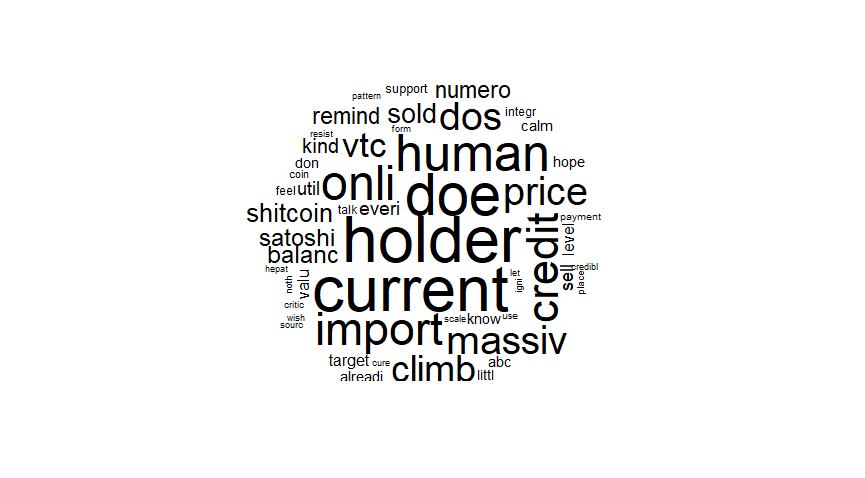 support
numero
pattern
remind
sold
dos
integr
form
calm
resist
kind
vtc
human
hope
don
coin
onli
doe
price
feel
util
shitcoin
talk
everi
credit
payment
satoshi
holder
level
balanc
hepat
noth
valu
current
let
igni
sell
credibl
place
critic
wish
sourc
import
scale
know
use
massiv
target
cure
climb
abc
alreadi
littl